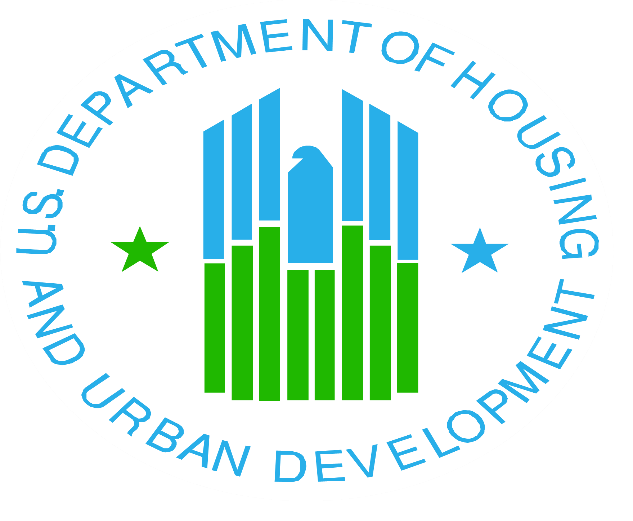 U.S. DEPARTMENT OF HOUSING
AND URBAN DEVELOPMENT